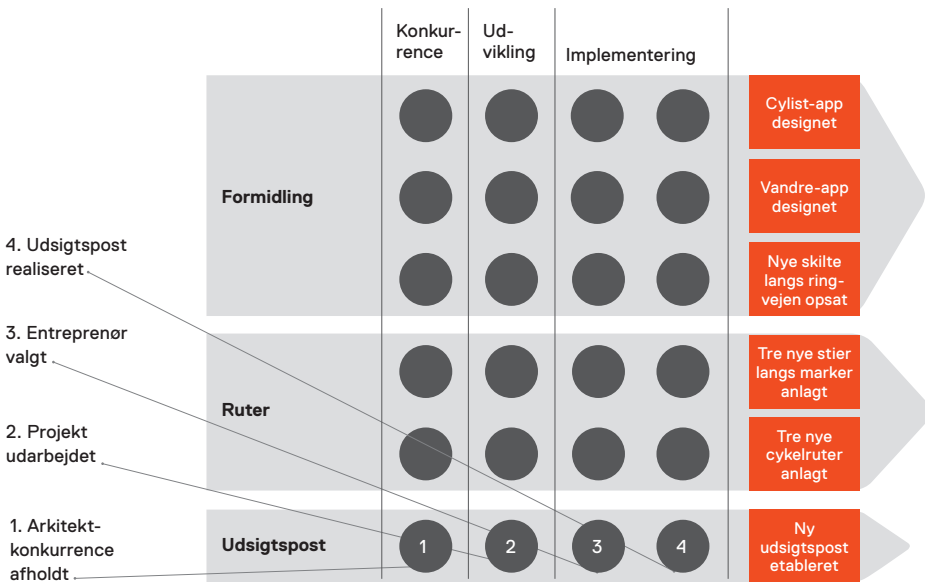 Konkur-
rence
Ud-
vikling
Implementering
Formidling
Cylist-app
designet
Vandre-app
designet
Nye skilte
langs ring-
vejen opsat
4. Udsigtspost
realiseret
3. Entreprenør
valgt
Ruter
Tre nye stier
langs marker
anlagt
2. Projekt
udarbejdet
Tre nye
cykelruter
anlagt
1. Arkitekt-
konkurrence
afholdt
Udsigtspost
1
2
3
4
Ny
udsigtspost
etableret